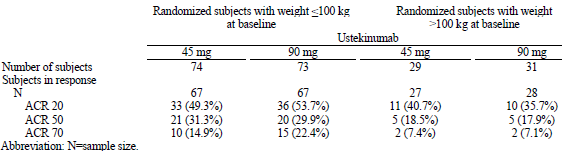 Randomized subjects with weight ≤100 kg Randomized subjects with weight
at baseline >100 kg at baseline
Ustekinumab
45 mg 90 mg 45 mg 90 mg
Number of subjects 74 73 29 31
Subjects in response
N 67 67 27 28
ACR 20 33 (49.3%) 36 (53.7%) 11 (40.7%) 10 (35.7%)
ACR 50 21 (31.3%) 20 (29.9%) 5 (18.5%) 5 (17.9%)
ACR 70 10 (14.9%) 15 (22.4%) 2 (7.4%) 2 (7.1%)
Abbreviation: N=sample size.